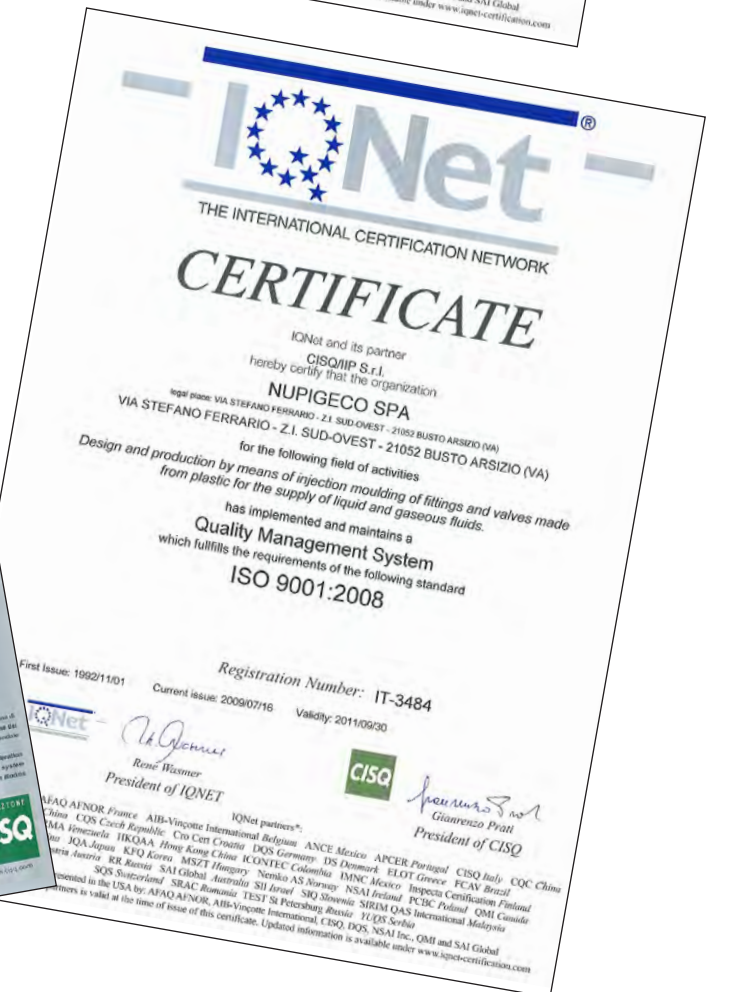 and SAI Global
under www.iqnet-certification.com
IQNet ®
THE INTERNATIONAL CERTIFICATION NETWORK
CERTIFICATE
IQNet and its partner
CISQ/IIP S.r.l.
hereby certify that the organization
NUPIGECO SPA
legal place: VIA STEFANO FERRARIO - Z.I. SUD-OVEST - 21052 BUSTO ARSIZIO (VA)
VIA STEFANO FERRARIO - Z.I. SUD-OVEST - 21052 BUSTO ARSIZIO (VA)
for the following field of activities
Design and production by means of injection moulding of fittings and valves made
from plastic for the supply of liquid and gaseous fluids.
has implemented and maintains a
Quality Management System
which fullfills the requirements of the following standard
ISO 9001:2008
Registration Number: IT-3484
First Issue: 1992/11/01 Current issue: 2009/07/16 Validity: 2011/09/30
IQNet
René Wasmer
President of IQNET
CISQ
Gianrenzo Prati
President of CISQ
IQNet partners*:
AFAQ AFNOR France AIB-Vinçotte International Belgium ANCE Mexico APCER Portugal CISQ Italy CQC China
China CQS Czech Republic Cro Cert Croatia DQS Germany DS Denmark ELOT Greece FCAV Brazil
Venezuela HKQAA Hong Kong China ICONTEC Colombia IMNC Mexico Inspecta Certification Finland
JQA Japan KFQ Korea MSZT Hungary Nemko AS Norway NSAI Ireland PCBC Poland QMI Canada
Austria RR Russia SAI Global Australia SII Israel SIQ Slovenia SIRIM QAS International Malaysia
SQS Switzerland SRAC Romania TEST St Petersburg Russia YUQS Serbia
presented in the USA by: AFAQ AFNOR, AIB-Vinçotte International, CISQ, DQS, NSAI Inc., QMI and SAI Global
partners is valid at the time of issue of this certificate. Updated information is available under www.iqnet-certification.com
SQ